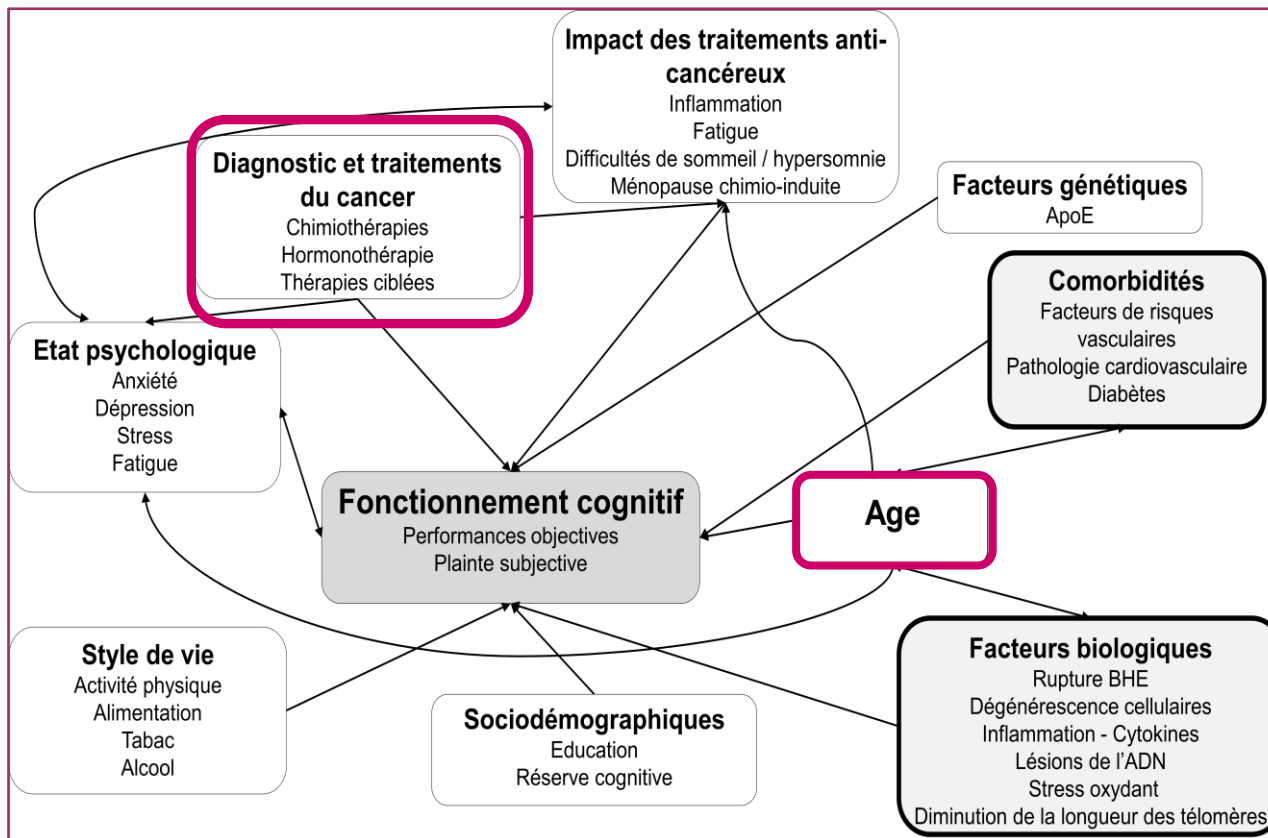 Impact des traitements anti-
cancéreux
Inflammation
Fatigue
Difficultés de sommeil / hypersomnie
Ménopause chimio-induite
Diagnostic et traitements
du cancer
Chimiothérapies
Hormonothérapie
Thérapies ciblées
Facteurs génétiques
ApoE
Comorbidités
Facteurs de risques
vasculaires
Pathologie cardiovasculaire
Diabètes
Etat psychologique
Anxiété
Dépression
Stress
Fatigue
Fonctionnement cognitif
Performances objectives
Plainte subjective
Age
Style de vie
Activité physique
Alimentation
Tabac
Alcool
Sociodémographiques
Education
Réserve cognitive
Facteurs biologiques
Rupture BHE
Dégénérescence cellulaires
Inflammation - Cytokines
Lésions de l'ADN
Stress oxydant
Diminution de la longueur des télomères